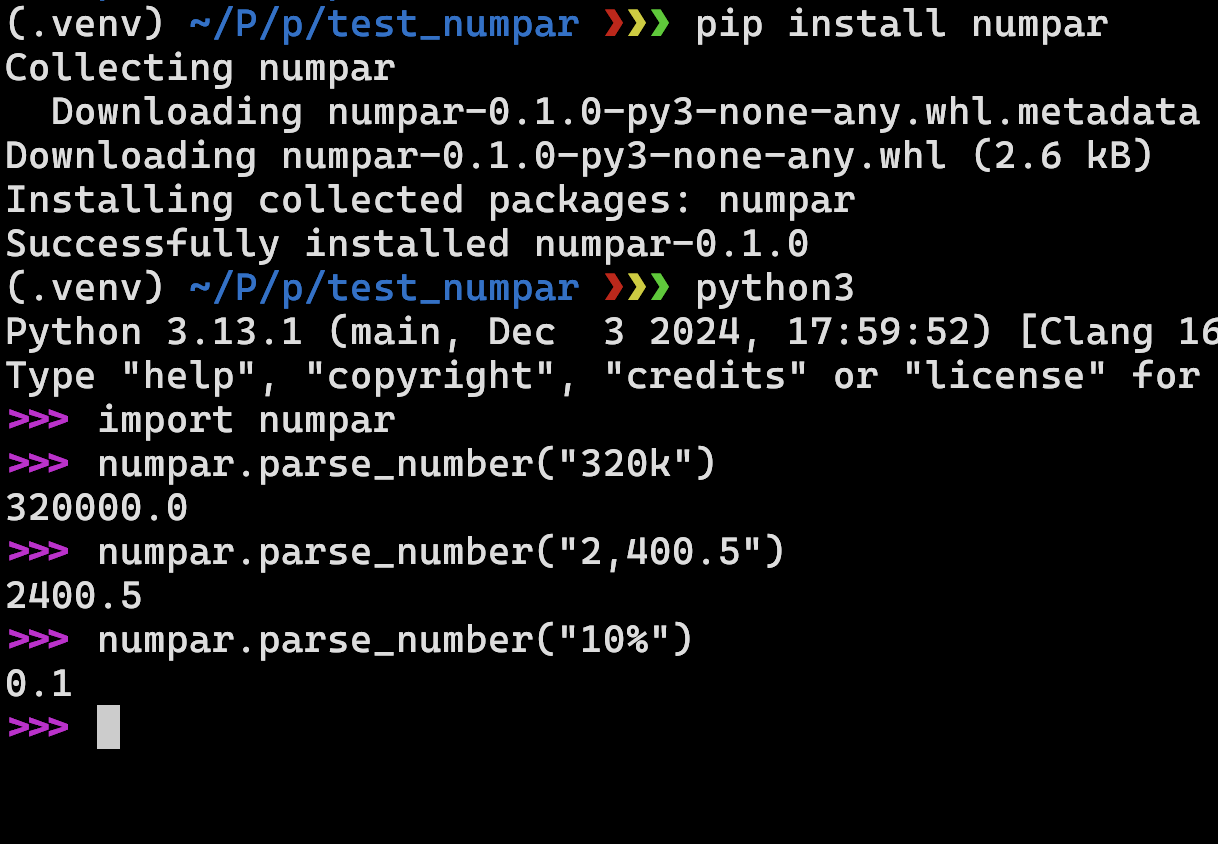 (.venv) ~/P/p/test_numpar ❯❯❯ pip install numpar
Collecting numpar
  Downloading numpar-0.1.0-py3-none-any.whl.metadata
Downloading numpar-0.1.0-py3-none-any.whl (2.6 kB)
Installing collected packages: numpar
Successfully installed numpar-0.1.0
(.venv) ~/P/p/test_numpar ❯❯❯ python3
Python 3.13.1 (main, Dec  3 2024, 17:59:52) [Clang 16
Type "help", "copyright", "credits" or "license" for
>>> import numpar
>>> numpar.parse_number("320k")
320000.0
>>> numpar.parse_number("2,400.5")
2400.5
>>> numpar.parse_number("10%")
0.1
>>>